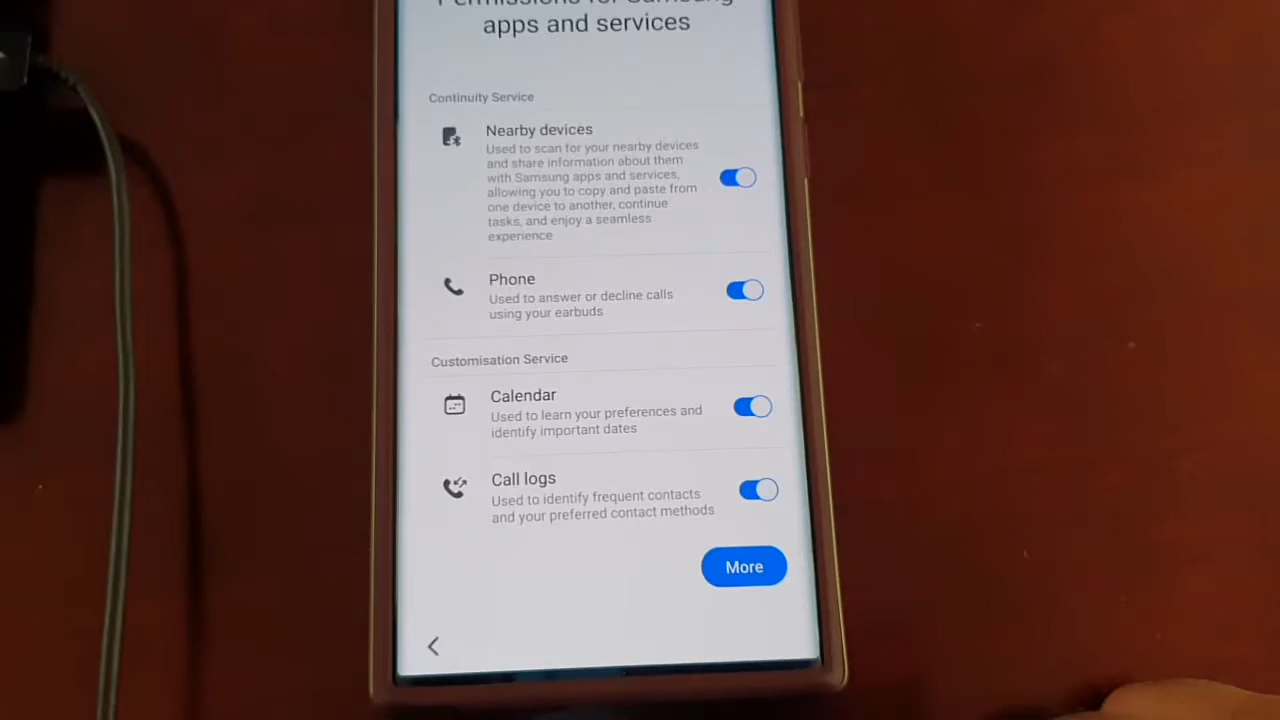 Permissions for Samsung
apps and services
Continuity Service
Nearby devices
Used to scan for your nearby devices
and share information about them
with Samsung apps and services,
allowing you to copy and paste from
one device to another, continue
tasks, and enjoy a seamless
experience
Phone
Used to answer or decline calls
using your earbuds
Customisation Service
Calendar
Used to learn your preferences and
identify important dates
Call logs
Used to identify frequent contacts
and your preferred contact methods
More